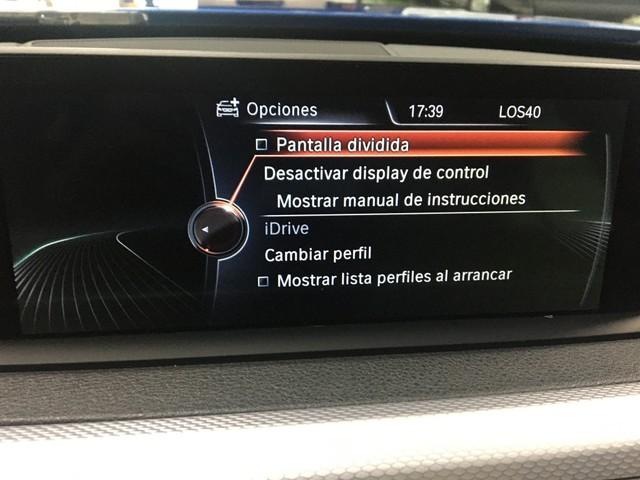 Opciones 17:39 LOS40
Pantalla dividida
Desactivar display de control
Mostrar manual de instrucciones
iDrive
Cambiar perfil
Mostrar lista perfiles al arrancar